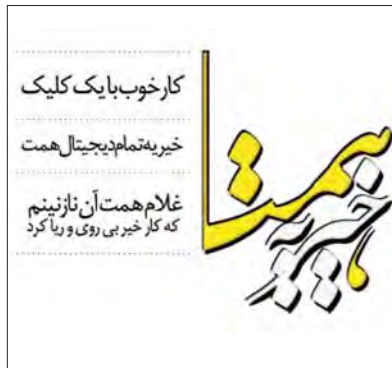 خیریه همتا
کار خوب با یک کلیک
خیریه تمام دیجیتال همت
غلام همت آن نازنینم
که کار خیر بی روی و ریا کرد